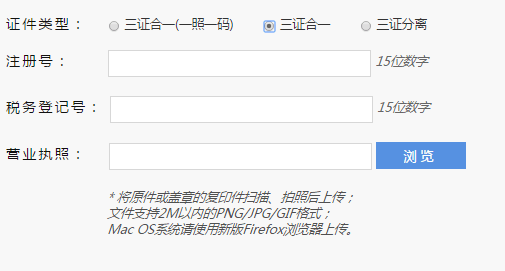 证件类型： 三证合一(一照一码) 三证合一 三证分离
注册号： 15位数字
税务登记号： 15位数字
营业执照： 浏览
* 将原件或盖章的复印件扫描、拍照后上传；
文件支持2M以内的PNG/JPG/GIF格式；
Mac OS系统请使用新版Firefox浏览器上传。